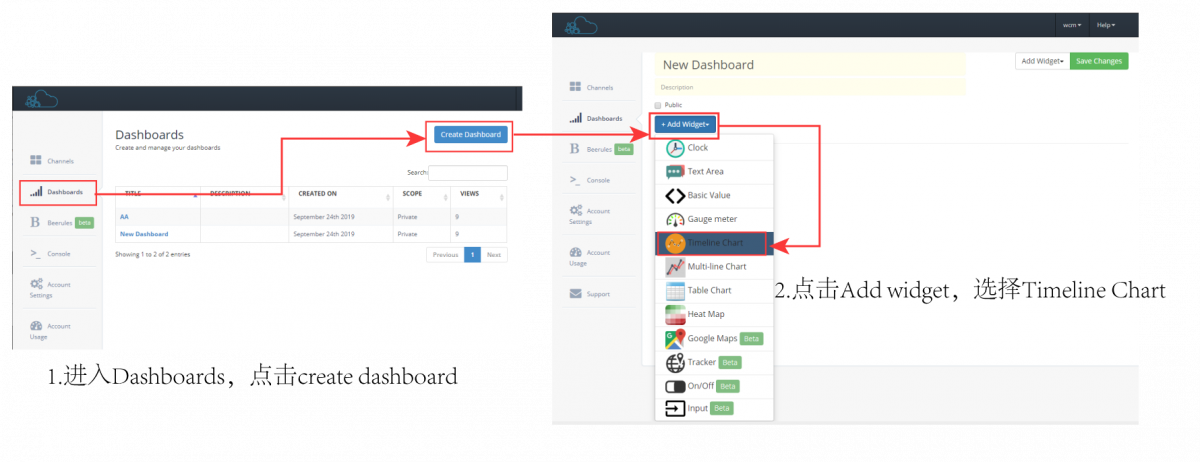 Dashboards
Create and manage your dashboards
Create Dashboard
Search:
Channels
Dashboards
Beerules beta
Console
Account
Settings
Account
Usage
TITLE DESCRIPTION CREATED ON SCOPE VIEWS
AA September 24th 2019 Private 9
New Dashboard September 24th 2019 Private 9
Showing 1 to 2 of 2 entries
Previous 1 Next
1.进入Dashboards，点击create dashboard
wcm Help
New Dashboard
Add Widget Save Changes
Description
Public
+ Add Widget
Channels
Dashboards
Beerules beta
Console
Account
Settings
Account
Usage
Support
Clock
Text Area
Basic Value
Gauge meter
Timeline Chart
Multi-line Chart
Table Chart
Heat Map
Google Maps Beta
Tracker Beta
On/Off Beta
Input Beta
2.点击Add widget，选择Timeline Chart